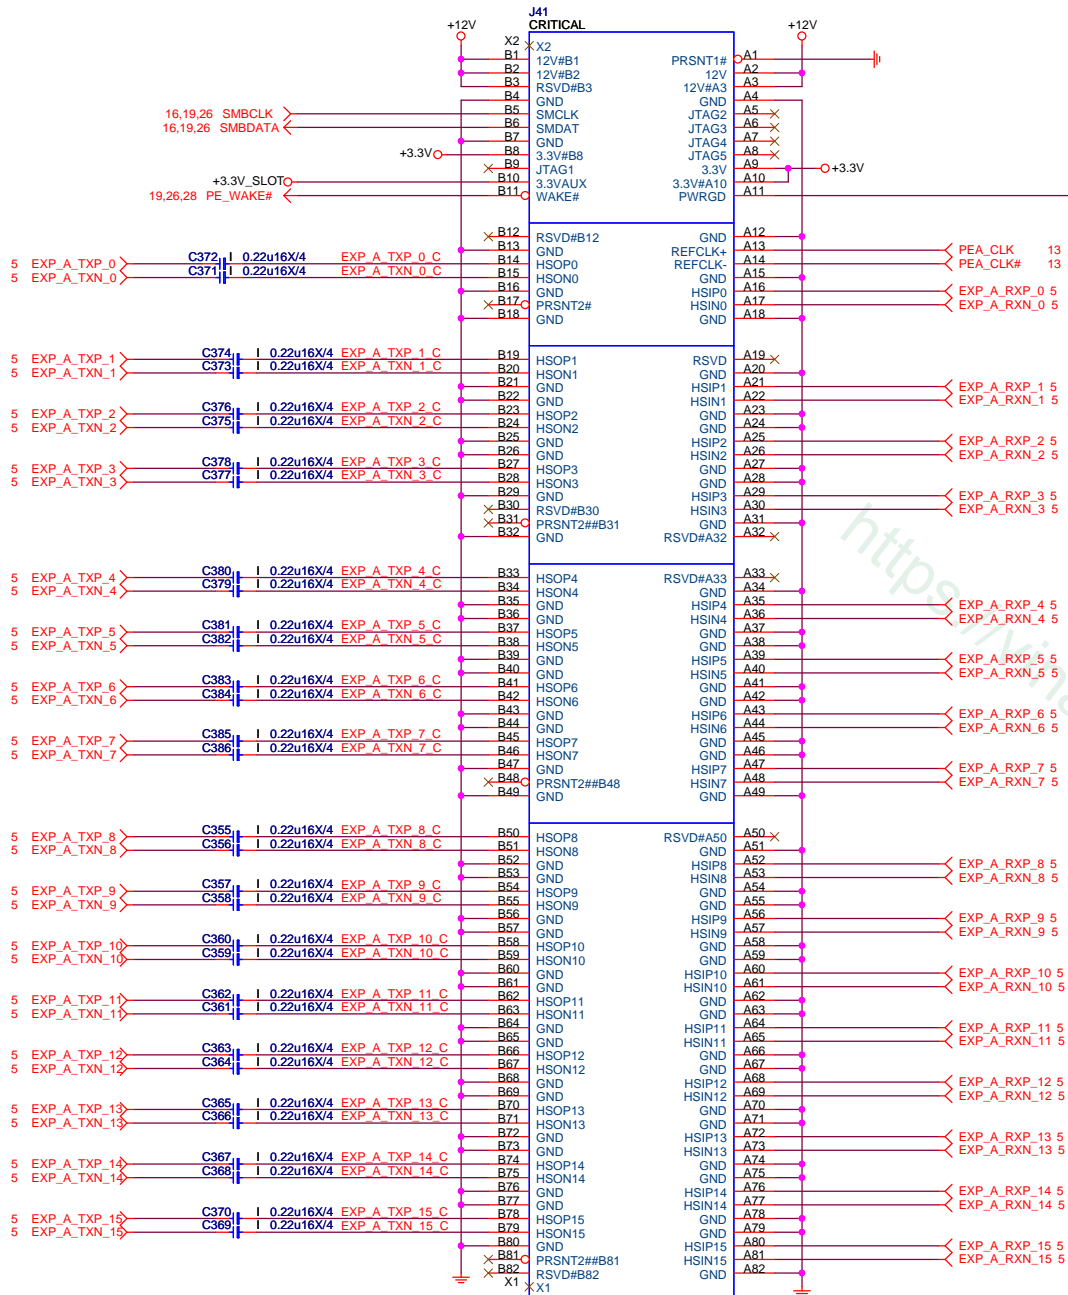 J41
CRITICAL
+12V +12V
X2 X2
B1 12V#B1 PRSNT1# A1
B2 12V#B2 12V A2
B3 RSVD#B3 12V#A3 A3
B4 GND GND A4
16,19,26 SMBCLK B5 SMCLK JTAG2 A5
16,19,26 SMBDATA B6 SMDAT JTAG3 A6
B7 GND JTAG4 A7
+3.3V B8 3.3V#B8 JTAG5 A8
B9 JTAG1 3.3V A9 +3.3V
+3.3V_SLOT B10 3.3VAUX 3.3V#A10 A10
19,26,28 PE_WAKE# B11 WAKE# PWRGD A11
B12 RSVD#B12 GND A12
B13 GND REFCLK+ A13 PEA_CLK 13
5 EXP_A_TXP_0 C372 I 0.22u16X/4 EXP_A_TXP_0_C B14 HSOP0 REFCLK- A14 PEA_CLK# 13
5 EXP_A_TXN_0 C371 I 0.22u16X/4 EXP_A_TXN_0_C B15 HSON0 GND A15
B16 GND HSIP0 A16 EXP_A_RXP_0 5
B17 PRSNT2# HSIN0 A17 EXP_A_RXN_0 5
B18 GND GND A18
5 EXP_A_TXP_1 C374 I 0.22u16X/4 EXP_A_TXP_1_C B19 HSOP1 RSVD A19
5 EXP_A_TXN_1 C373 I 0.22u16X/4 EXP_A_TXN_1_C B20 HSON1 GND A20
B21 GND HSIP1 A21 EXP_A_RXP_1 5
B22 GND HSIN1 A22 EXP_A_RXN_1 5
5 EXP_A_TXP_2 C376 I 0.22u16X/4 EXP_A_TXP_2_C B23 HSOP2 GND A23
5 EXP_A_TXN_2 C375 I 0.22u16X/4 EXP_A_TXN_2_C B24 HSON2 GND A24
B25 GND HSIP2 A25 EXP_A_RXP_2 5
B26 GND HSIN2 A26 EXP_A_RXN_2 5
5 EXP_A_TXP_3 C378 I 0.22u16X/4 EXP_A_TXP_3_C B27 HSOP3 GND A27
5 EXP_A_TXN_3 C377 I 0.22u16X/4 EXP_A_TXN_3_C B28 HSON3 GND A28
B29 GND HSIP3 A29 EXP_A_RXP_3 5
B30 RSVD#B30 HSIN3 A30 EXP_A_RXN_3 5
B31 PRSNT2##B31 GND A31
B32 GND RSVD#A32 A32
5 EXP_A_TXP_4 C380 I 0.22u16X/4 EXP_A_TXP_4_C B33 HSOP4 RSVD#A33 A33
5 EXP_A_TXN_4 C379 I 0.22u16X/4 EXP_A_TXN_4_C B34 HSON4 GND A34
B35 GND HSIP4 A35 EXP_A_RXP_4 5
B36 GND HSIN4 A36 EXP_A_RXN_4 5
5 EXP_A_TXP_5 C381 I 0.22u16X/4 EXP_A_TXP_5_C B37 HSOP5 GND A37
5 EXP_A_TXN_5 C382 I 0.22u16X/4 EXP_A_TXN_5_C B38 HSON5 GND A38
B39 GND HSIP5 A39 EXP_A_RXP_5 5
B40 GND HSIN5 A40 EXP_A_RXN_5 5
5 EXP_A_TXP_6 C383 I 0.22u16X/4 EXP_A_TXP_6_C B41 HSOP6 GND A41
5 EXP_A_TXN_6 C384 I 0.22u16X/4 EXP_A_TXN_6_C B42 HSON6 GND A42
B43 GND HSIP6 A43 EXP_A_RXP_6 5
B44 GND HSIN6 A44 EXP_A_RXN_6 5
5 EXP_A_TXP_7 C385 I 0.22u16X/4 EXP_A_TXP_7_C B45 HSOP7 GND A45
5 EXP_A_TXN_7 C386 I 0.22u16X/4 EXP_A_TXN_7_C B46 HSON7 GND A46
B47 GND HSIP7 A47 EXP_A_RXP_7 5
B48 PRSNT2##B48 HSIN7 A48 EXP_A_RXN_7 5
B49 GND GND A49
5 EXP_A_TXP_8 C355 I 0.22u16X/4 EXP_A_TXP_8_C B50 HSOP8 RSVD#A50 A50
5 EXP_A_TXN_8 C356 I 0.22u16X/4 EXP_A_TXN_8_C B51 HSON8 GND A51
B52 GND HSIP8 A52 EXP_A_RXP_8 5
B53 GND HSIN8 A53 EXP_A_RXN_8 5
5 EXP_A_TXP_9 C357 I 0.22u16X/4 EXP_A_TXP_9_C B54 HSOP9 GND A54
5 EXP_A_TXN_9 C358 I 0.22u16X/4 EXP_A_TXN_9_C B55 HSON9 GND A55
B56 GND HSIP9 A56 EXP_A_RXP_9 5
B57 GND HSIN9 A57 EXP_A_RXN_9 5
5 EXP_A_TXP_10 C360 I 0.22u16X/4 EXP_A_TXP_10_C B58 HSOP10 GND A58
5 EXP_A_TXN_10 C359 I 0.22u16X/4 EXP_A_TXN_10_C B59 HSON10 GND A59
B60 GND HSIP10 A60 EXP_A_RXP_10 5
B61 GND HSIN10 A61 EXP_A_RXN_10 5
5 EXP_A_TXP_11 C362 I 0.22u16X/4 EXP_A_TXP_11_C B62 HSOP11 GND A62
5 EXP_A_TXN_11 C361 I 0.22u16X/4 EXP_A_TXN_11_C B63 HSON11 GND A63
B64 GND HSIP11 A64 EXP_A_RXP_11 5
B65 GND HSIN11 A65 EXP_A_RXN_11 5
5 EXP_A_TXP_12 C363 I 0.22u16X/4 EXP_A_TXP_12_C B66 HSOP12 GND A66
5 EXP_A_TXN_12 C364 I 0.22u16X/4 EXP_A_TXN_12_C B67 HSON12 GND A67
B68 GND HSIP12 A68 EXP_A_RXP_12 5
B69 GND HSIN12 A69 EXP_A_RXN_12 5
5 EXP_A_TXP_13 C365 I 0.22u16X/4 EXP_A_TXP_13_C B70 HSOP13 GND A70
5 EXP_A_TXN_13 C366 I 0.22u16X/4 EXP_A_TXN_13_C B71 HSON13 GND A71
B72 GND HSIP13 A72 EXP_A_RXP_13 5
B73 GND HSIN13 A73 EXP_A_RXN_13 5
5 EXP_A_TXP_14 C367 I 0.22u16X/4 EXP_A_TXP_14_C B74 HSOP14 GND A74
5 EXP_A_TXN_14 C368 I 0.22u16X/4 EXP_A_TXN_14_C B75 HSON14 GND A75
B76 GND HSIP14 A76 EXP_A_RXP_14 5
B77 GND HSIN14 A77 EXP_A_RXN_14 5
5 EXP_A_TXP_15 C370 I 0.22u16X/4 EXP_A_TXP_15_C B78 HSOP15 GND A78
5 EXP_A_TXN_15 C369 I 0.22u16X/4 EXP_A_TXN_15_C B79 HSON15 GND A79
B80 GND HSIP15 A80 EXP_A_RXP_15 5
B81 PRSNT2##B81 HSIN15 A81 EXP_A_RXN_15 5
B82 RSVD#B82 GND A82
X1 X1